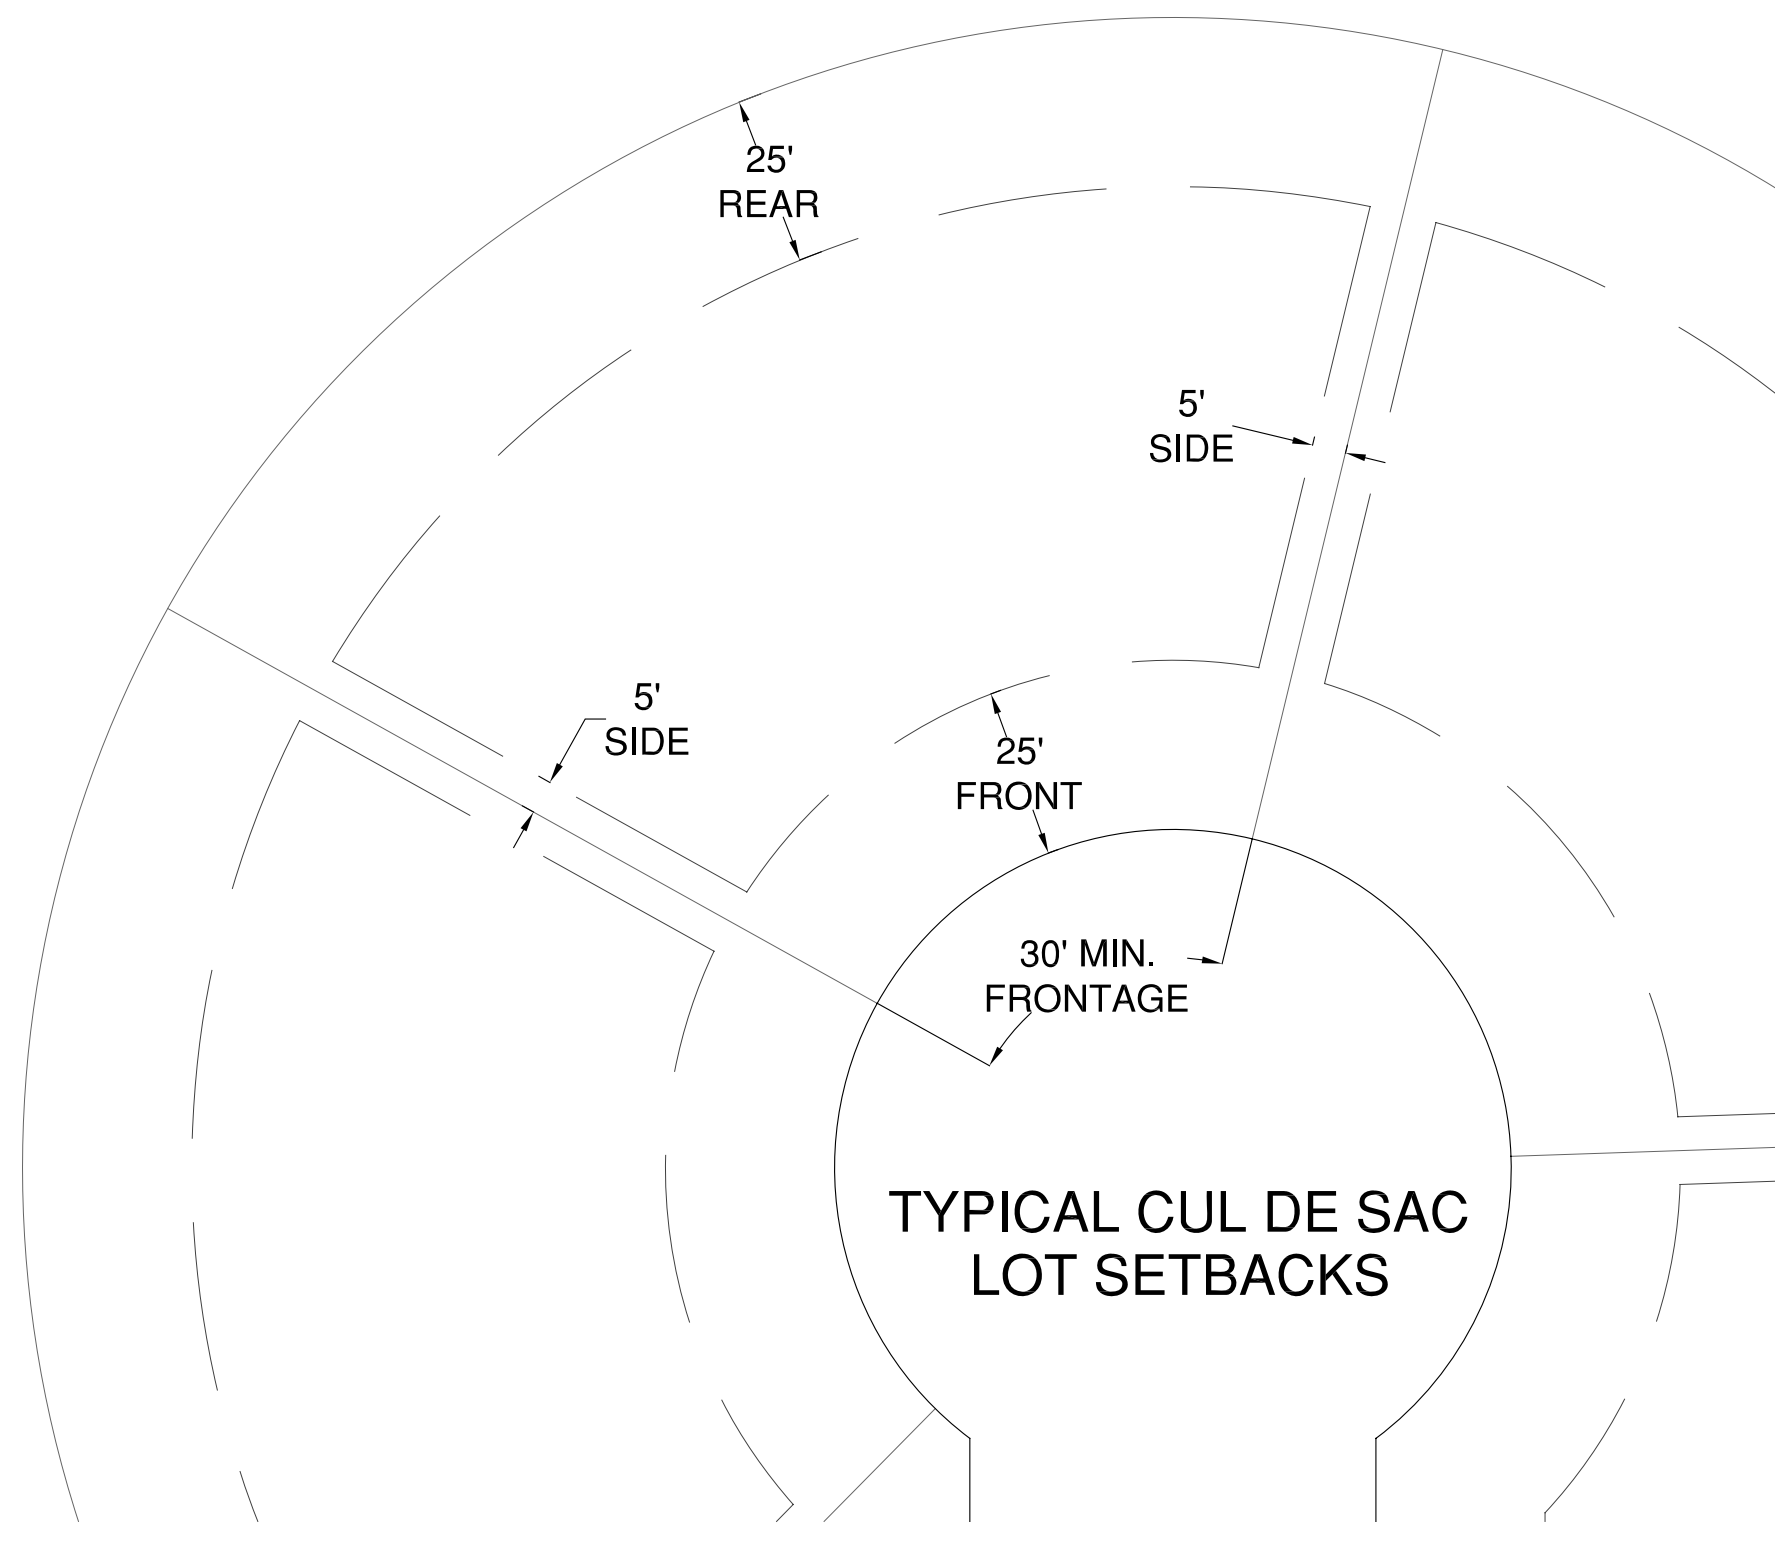 25'
REAR
5'
SIDE
5'
SIDE
25'
FRONT
30' MIN.
FRONTAGE
TYPICAL CUL DE SAC
LOT SETBACKS